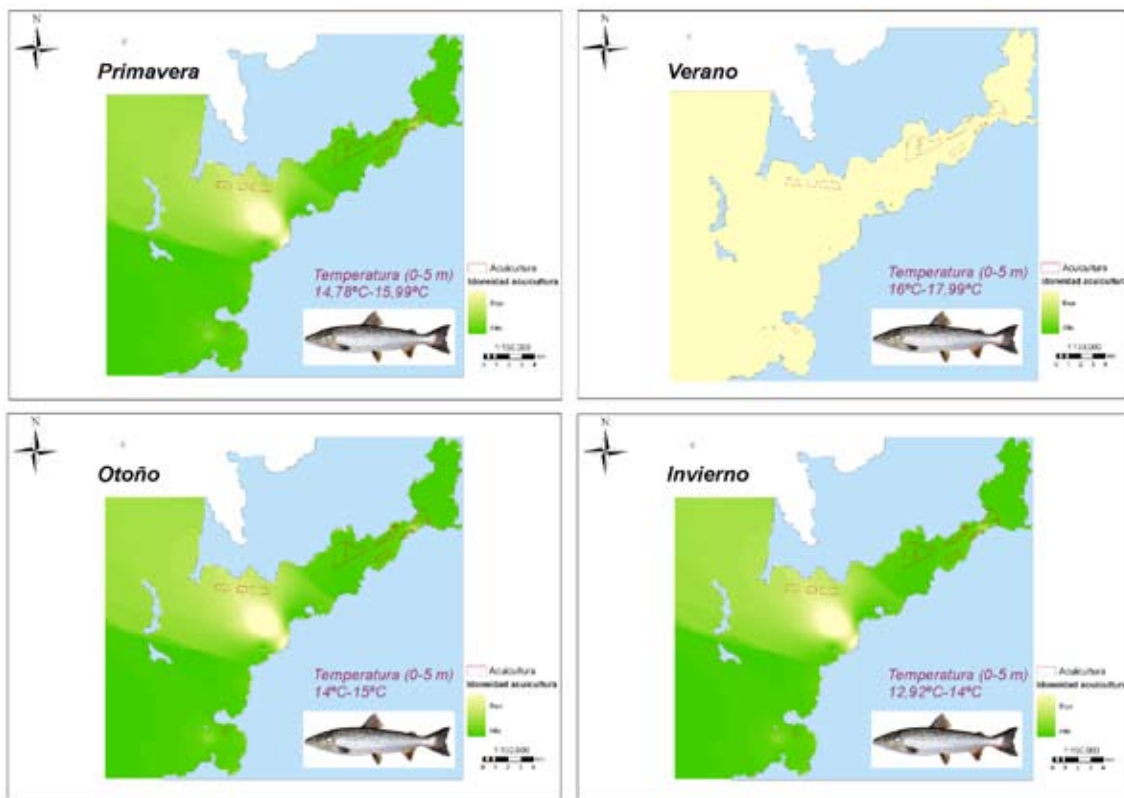 N
Primavera
Temperatura (0-5 m)
14,78ºC-15,99ºC
Acuicultura
Idoneidad acuicultura
N
Verano
Temperatura (0-5 m)
16ºC-17,99ºC
Acuicultura
Idoneidad acuicultura
N
Otoño
Temperatura (0-5 m)
14ºC-15ºC
Acuicultura
Idoneidad acuicultura
N
Invierno
Temperatura (0-5 m)
12,92ºC-14ºC
Acuicultura
Idoneidad acuicultura